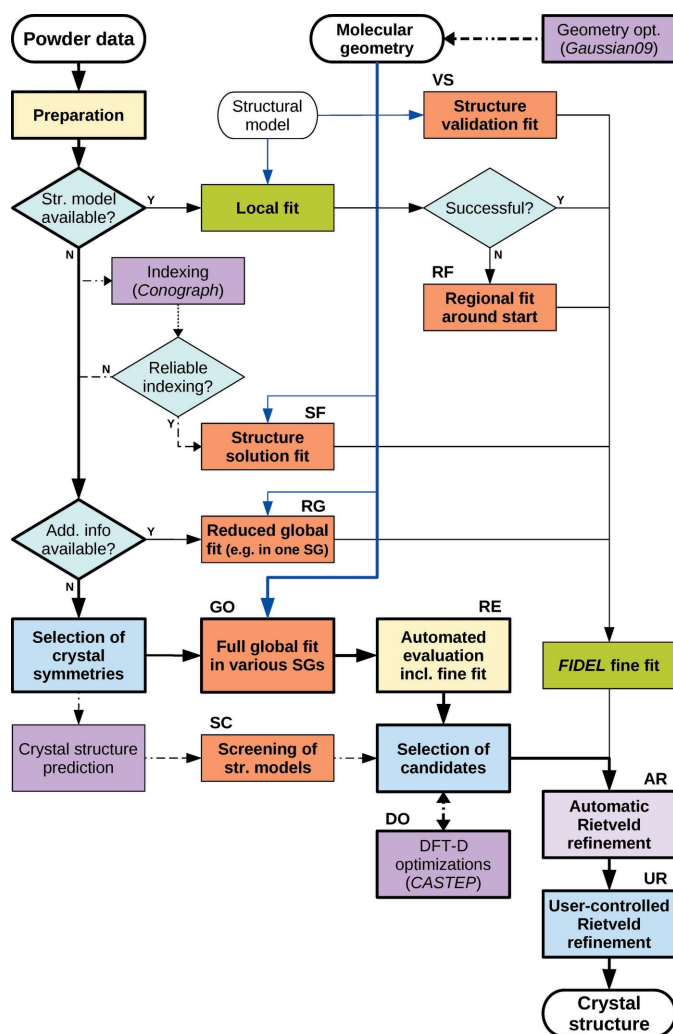 Powder data
Molecular
geometry
Geometry opt.
(Gaussian09)
Preparation
Structural
model
VS
Structure
validation fit
Str. model
available?
Y
N
Local fit
Successful?
Y
N
Indexing
(Conograph)
RF
Regional fit
around start
Reliable
indexing?
N
Y
SF
Structure
solution fit
Add. info
available?
Y
N
RG
Reduced global
fit (e.g. in one SG)
Selection of
crystal
symmetries
GO
Full global fit
in various SGs
RE
Automated
evaluation
incl. fine fit
FIDEL fine fit
Crystal structure
prediction
SC
Screening of
str. models
Selection of
candidates
DO
DFT-D
optimizations
(CASTEP)
AR
Automatic
Rietveld
refinement
UR
User-controlled
Rietveld
refinement
Crystal
structure